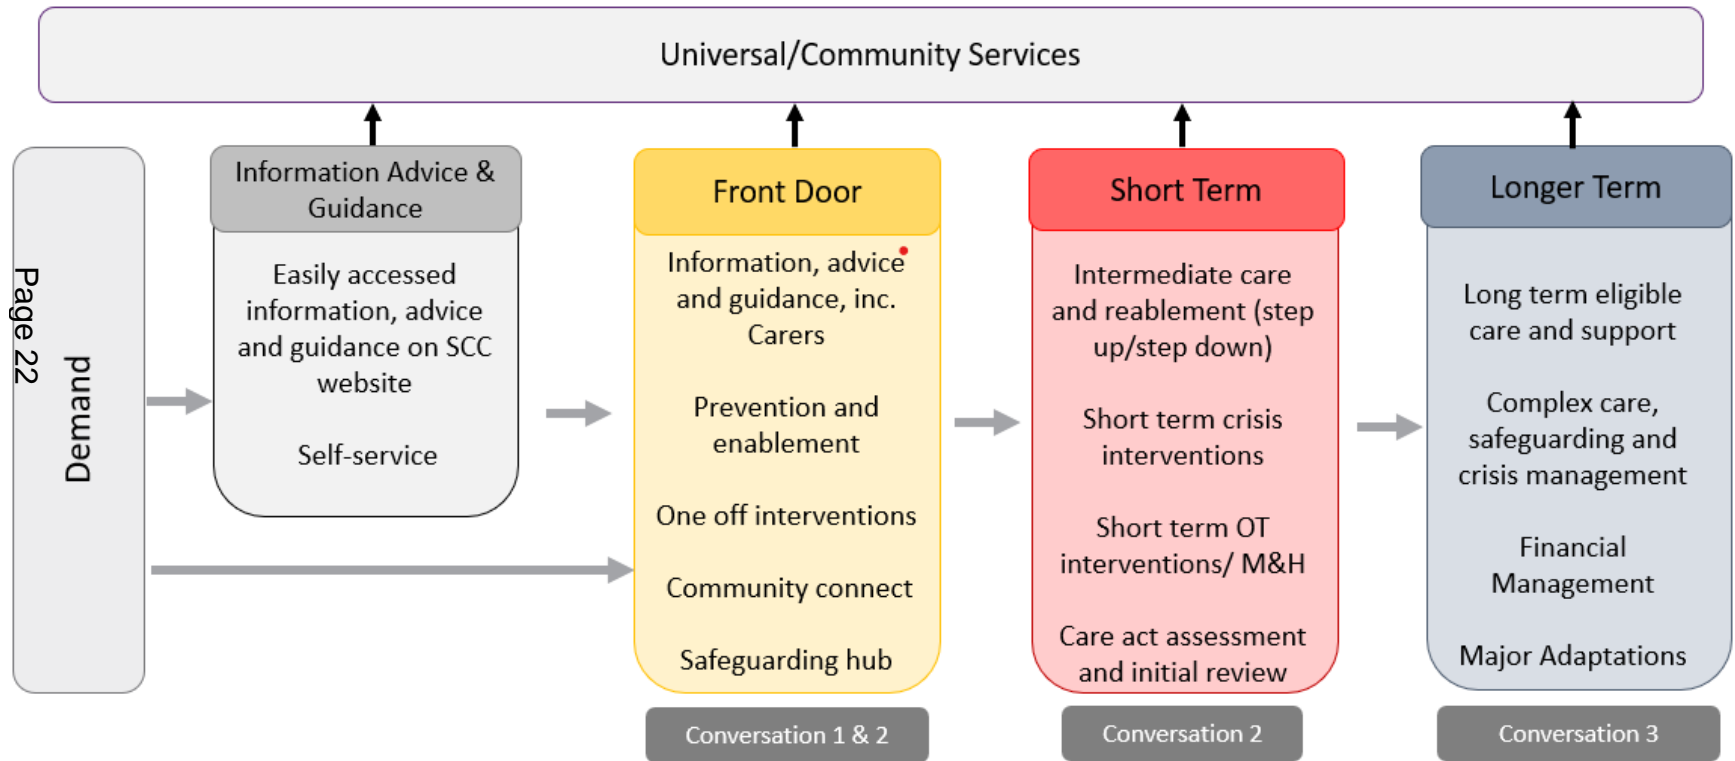 Universal/Community Services
Page 22
Demand
Information Advice &
Guidance
Easily accessed
information, advice
and guidance on SCC
website
Self-service
Front Door
Information, advice
and guidance, inc.
Carers
Prevention and
enablement
One off interventions
Community connect
Safeguarding hub
Conversation 1 & 2
Short Term
Intermediate care
and reablement (step
up/step down)
Short term crisis
interventions
Short term OT
interventions/ M&H
Care act assessment
and initial review
Conversation 2
Longer Term
Long term eligible
care and support
Complex care,
safeguarding and
crisis management
Financial
Management
Major Adaptations
Conversation 3